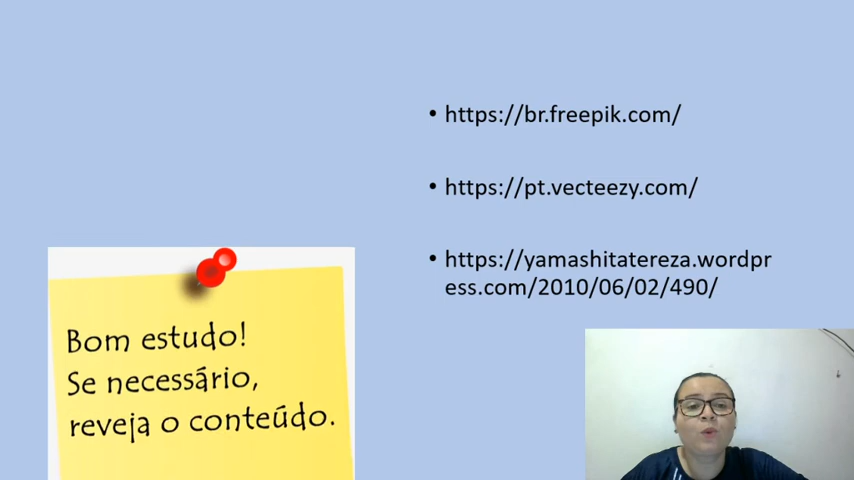 https://br.freepik.com/
https://pt.vecteezy.com/
https://yamashitatereza.wordpr
ess.com/2010/06/02/490/
Bom estudo!
Se necessário,
reveja o conteúdo.